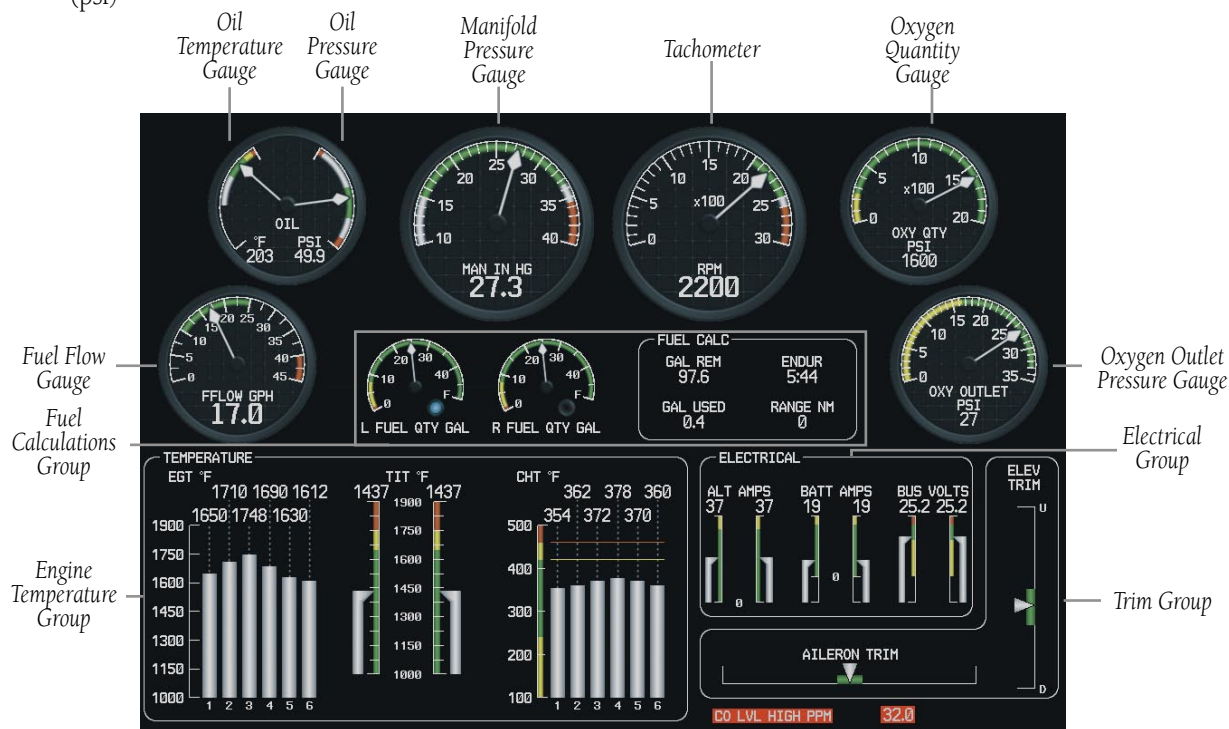 (psi)
Oil
Temperature
Gauge
Oil
Pressure
Gauge
Manifold
Pressure
Gauge
Tachometer
Oxygen
Quantity
Gauge
OIL
°F
203
PSI
49.9
10
15
20
25
30
35
40
MAN IN HG
27.3
0
5
10
15
20
25
30
x100
RPM
2200
0
5
10
15
20
x100
OXY QTY
PSI
1600
Fuel Flow
Gauge
0
5
10
15
20
25
30
35
40
45
FFLOW GPH
17.0
0
10
20
30
40
F
L FUEL QTY GAL
0
10
20
30
40
F
R FUEL QTY GAL
FUEL CALC
GAL REM
97.6
ENDUR
5:44
GAL USED
0.4
RANGE NM
0
0
5
10
15
20
25
30
35
OXY OUTLET
PSI
27
Oxygen Outlet
Pressure Gauge
Fuel
Calculations
Group
Electrical
Group
TEMPERATURE
EGT °F
1710 1690 1612
1650 1748 1630
1900
1750
1600
1450
1300
1150
1000
1 2 3 4 5 6
TIT °F
1437 1437
1900
1750
1600
1450
1300
1150
1000
CHT °F
362 378 360
354 372 370
500
400
300
200
100
1 2 3 4 5 6
ELECTRICAL
ALT AMPS
37 37
0
BATT AMPS
19 19
0
BUS VOLTS
25.2 25.2
ELEV
TRIM
U
D
AILERON TRIM
Engine
Temperature
Group
Trim Group
CO LVL HIGH PPM 32.0